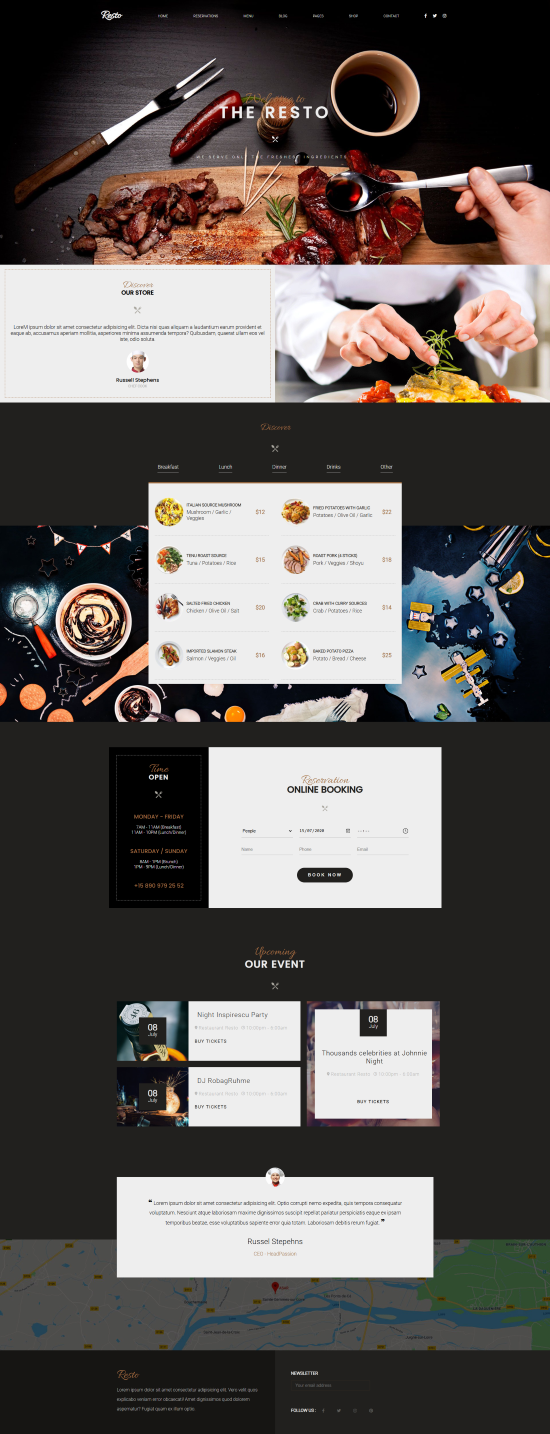 Resto
HOME RESERVATIONS MENU BLOG PAGES SHOP CONTACT
Welcome to
THE RESTO
WE SERVE ONLY THE FRESHEST INGREDIENTS
Discover
OUR STORE
Lorem ipsum dolor sit amet consectetur adipisicing elit. Dicta nisi quas aliquam a laudantium earum provident et
eaque ab, accusamus aperiam mollitia, asperiores minima assumenda tempora? Quibusdam, quaerat ullam eos vel
iste, odio soluta.
Russell Stephens
Discover
Breakfast Lunch Dinner Drinks Other
ITALIAN SOURCE MUSHROOM
Mushroom / Garlic /
Veggies
$12
FRIED POTATOES WITH GARLIC
Potatoes / Olive Oil / Garlic
$22
TENU ROAST SOURCE
Tuna / Potatoes / Rice
$15
ROAST PORK (4 STICKS)
Pork / Veggies / Shoyu
$18
SALTED FRIED CHICKEN
Chicken / Olive Oil / Salt
$20
CRAB WITH CURRY SOURCES
Crab / Potatoes / Rice
$14
IMPORTED SLAMON STEAK
Salmon / Veggies / Oil
$16
BAKED POTATO PIZZA
Potato / Bread / Cheese
$25
Time
OPEN
MONDAY – FRIDAY
7AM - 11AM (Breakfast)
11AM - 10PM (Lunch/Dinner)
SATURDAY / SUNDAY
8AM - 1PM (Brunch)
1PM - 9PM (Lunch/Dinner)
+15 890 979 25 52
Reservation
ONLINE BOOKING
People 15/07/2020 --:--
Name Phone Email
BOOK NOW
Upcoming
OUR EVENT
08
July
Night Inspirescu Party
Restaurant Resto 10:00pm - 6:00am
BUY TICKETS
08
July
DJ RobagRuhme
Restaurant Resto 10:00pm - 6:00am
BUY TICKETS
08
July
Thousands celebrities at Johnnie
Night
Restaurant Resto 10:00pm - 6:00am
BUY TICKETS
❝ Lorem ipsum dolor sit amet consectetur adipisicing elit. Optio corrupti nemo expedita, quis tempora consequatur
voluptatum. Nesciunt atque laboriosam maxime dignissimos suscipit repellat pariatur perspiciatis eaque ex ipsam
temporibus beatae, esse voluptatibus sapiente error quia totam. Laboriosam debitis rerum fugiat. ❞
Russel Stepehns
CEO - HeadPassion
Resto
Lorem ipsum dolor sit amet consectetur adipisicing elit. Vero velit quos
explicabo veniam error obcaecati? Amet dignissimos quod dolorem
aspernatur? Fugiat quam ex illum optio.
NEWSLETTER
Your email address
FOLLOW US :